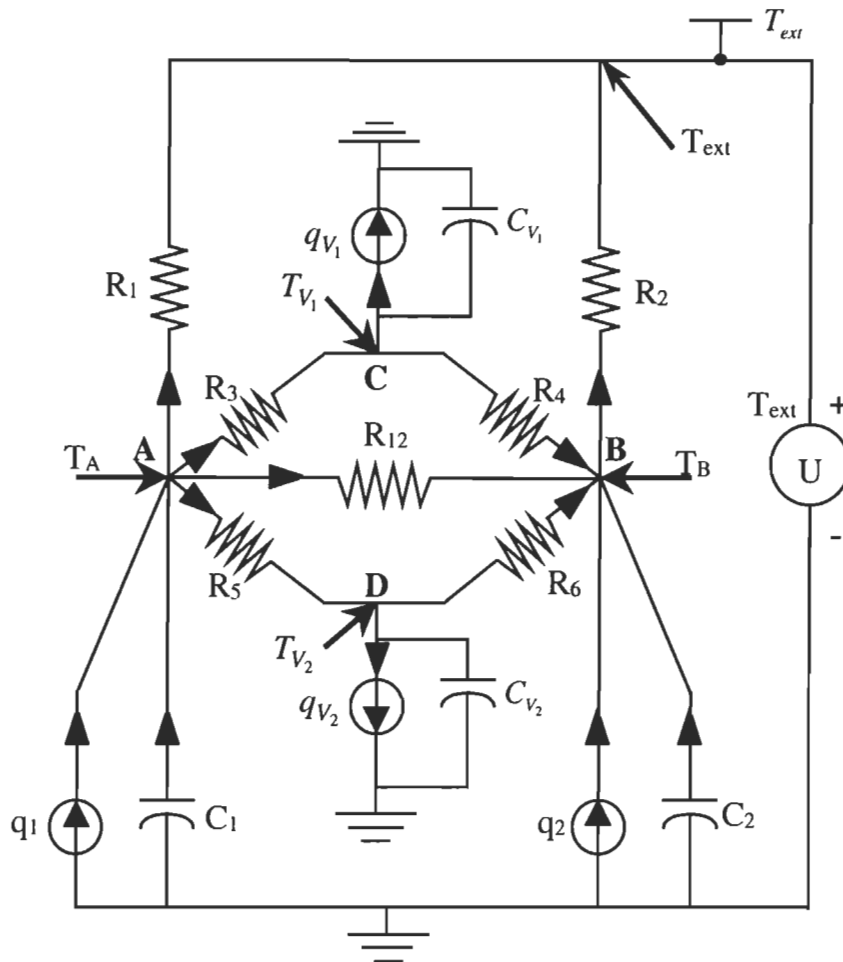 T_ext
T_ext
q_V₁
C_V₁
R₁
T_V₁
R₂
C
R₃
R₄
T_ext
+
A
R₁₂
B
T_A
T_B
U
D
-
R₅
R₆
T_V₂
q_V₂
C_V₂
q₁
C₁
q₂
C₂